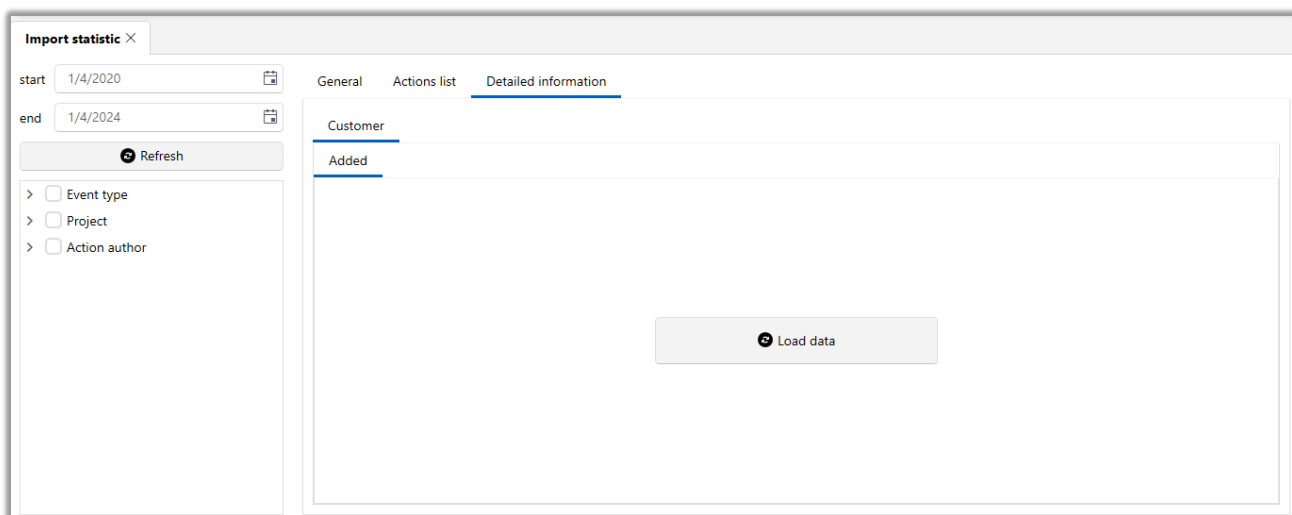 Import statistic
start 1/4/2020
end 1/4/2024
Refresh
Event type
Project
Action author
General Actions list Detailed information
Customer
Added
Load data